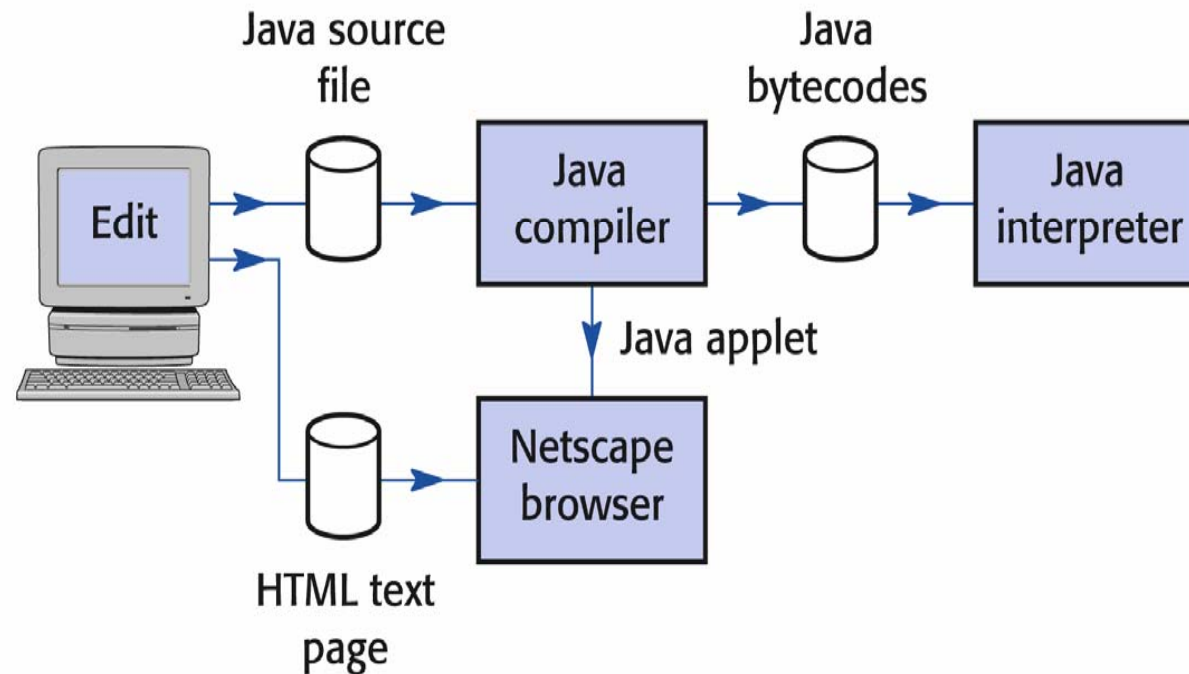 Java source
file
Java
bytecodes
Edit
Java
compiler
Java
interpreter
Java applet
Netscape
browser
HTML text
page